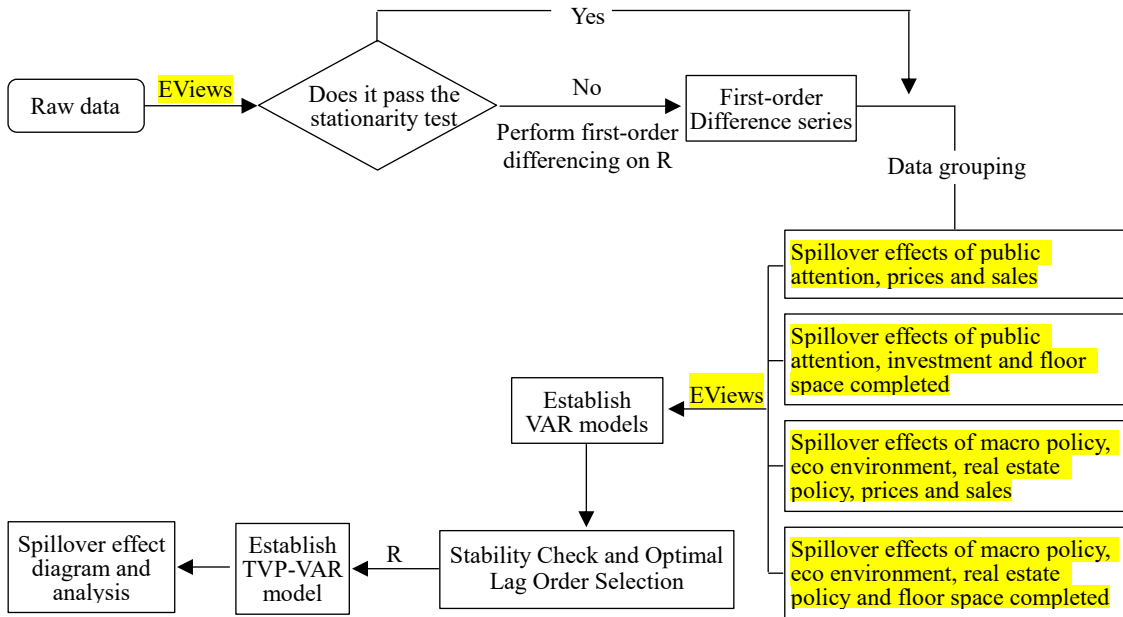 Yes
Raw data
EViews
Does it pass the
stationarity test
No
Perform first-order
differencing on R
First-order
Difference series
Data grouping
Spillover effects of public
attention, prices and sales
Spillover effects of public
attention, investment and floor
space completed
Spillover effects of macro policy,
eco environment, real estate
policy, prices and sales
Spillover effects of macro policy,
eco environment, real estate
policy and floor space completed
EViews
Establish
VAR models
Stability Check and Optimal
Lag Order Selection
R
Establish
TVP-VAR
model
Spillover effect
diagram and
analysis